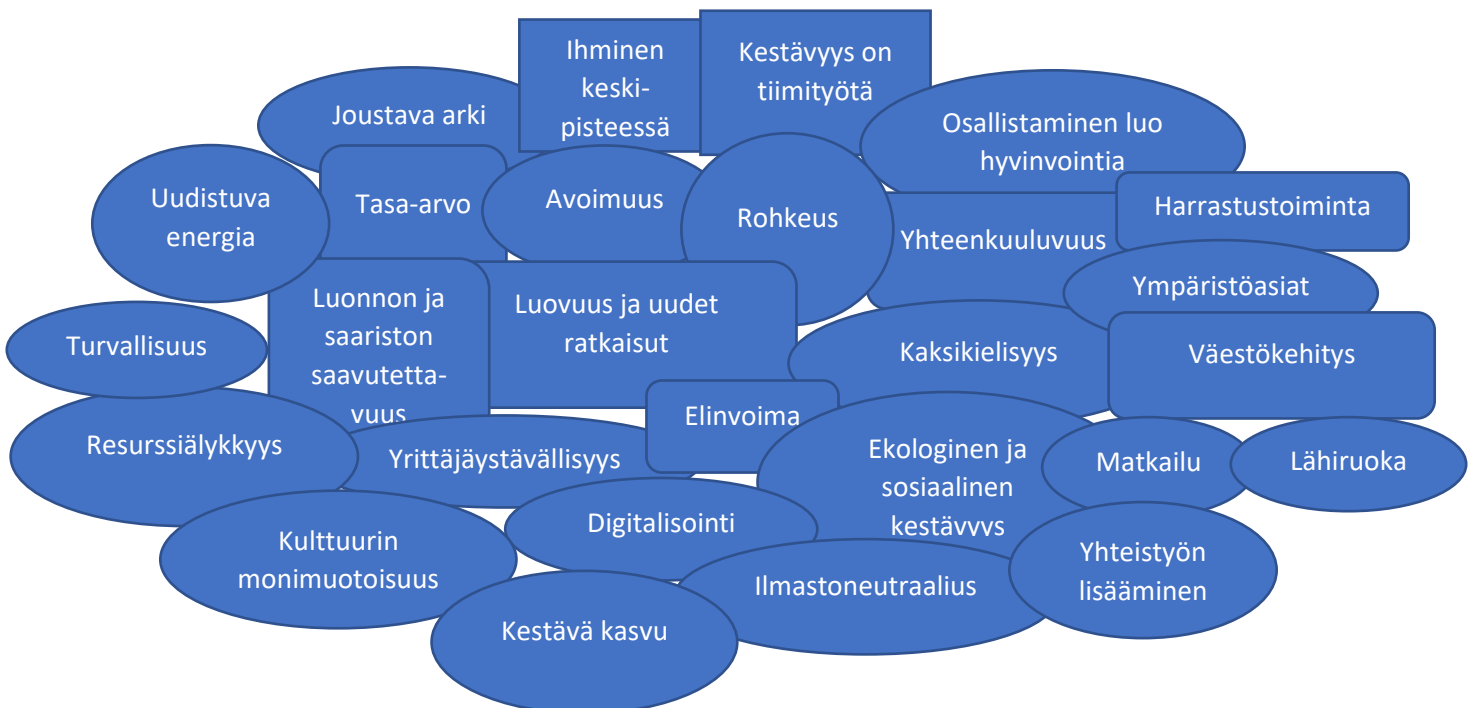 Ihminen
keski-
pisteessä
Kestävyys on
tiimityötä
Joustava arki
Osallistaminen luo
hyvinvointia
Uudistuva
energia
Tasa-arvo
Avoimuus
Rohkeus
Yhteenkuuluvuus
Harrastustoiminta
Ympäristöasiat
Luonnon ja
saariston
saavutetta-
vuus
Luovuus ja uudet
ratkaisut
Turvallisuus
Kaksikielisyys
Väestökehitys
Elinvoima
Resurssiälykkyys
Yrittäjäystävällisyys
Ekologinen ja
sosiaalinen
kestävyys
Matkailu
Lähiruoka
Digitalisointi
Kulttuurin
monimuotoisuus
Ilmastoneutraalius
Yhteistyön
lisääminen
Kestävä kasvu